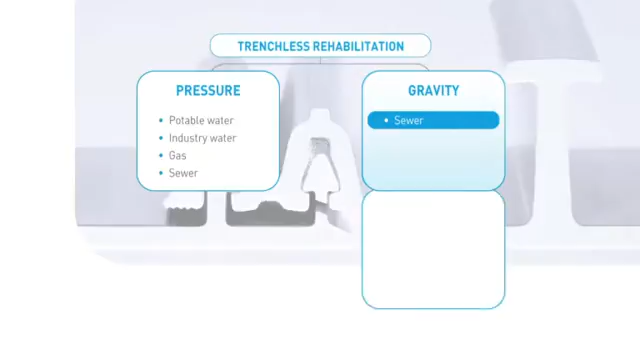 TRENCHLESS REHABILITATION
PRESSURE
• Potable water
• Industry water
• Gas
• Sewer
GRAVITY
• Sewer